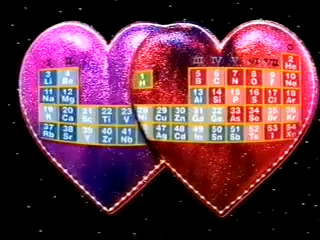 I II III IV V VI VII O
1 H 2 He
3 Li 4 Be 5 B 6 C 7 N 8 O 9 F 10 Ne
11 Na 12 Mg 13 Al 14 Si 15 P 16 S 17 Cl 18 Ar
19 K 20 Ca 21 Sc 22 Ti 23 V 28 Ni 29 Cu 30 Zn 31 Ga 32 Ge 33 As 34 Se 35 Br 36 Kr
37 Rb 38 Sr 39 Y 40 Zr 41 Nb 47 Ag 48 Cd 49 In 50 Sn 51 Sb 52 Te 53 I 54 Xe